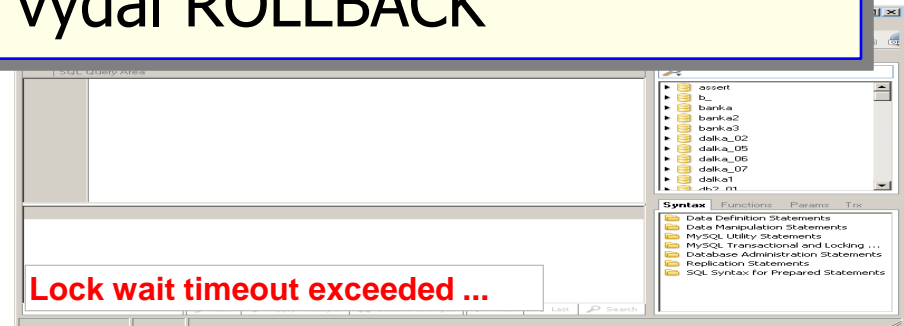 vydal ROLLBACK
SQL Query Area
assert
b_
banka
banka2
banka3
dalka_02
dalka_05
dalka_06
dalka_07
dalka1
db2_01
Syntax Functions Params Trx
Data Definition Statements
Data Manipulation Statements
MySQL Utility Statements
MySQL Transactional and Locking ...
Database Administration Statements
Replication Statements
SQL Syntax for Prepared Statements
Lock wait timeout exceeded ...
Last Search